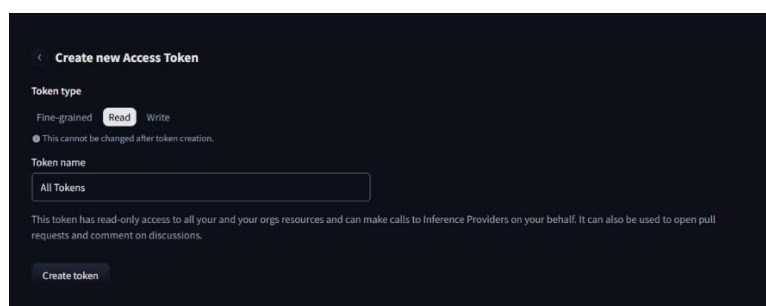 Create new Access Token
Token type
Fine-grained Read Write
This cannot be changed after token creation.
Token name
All Tokens
This token has read-only access to all your and your orgs resources and can make calls to Inference Providers on your behalf. It can also be used to open pull
requests and comment on discussions.
Create token